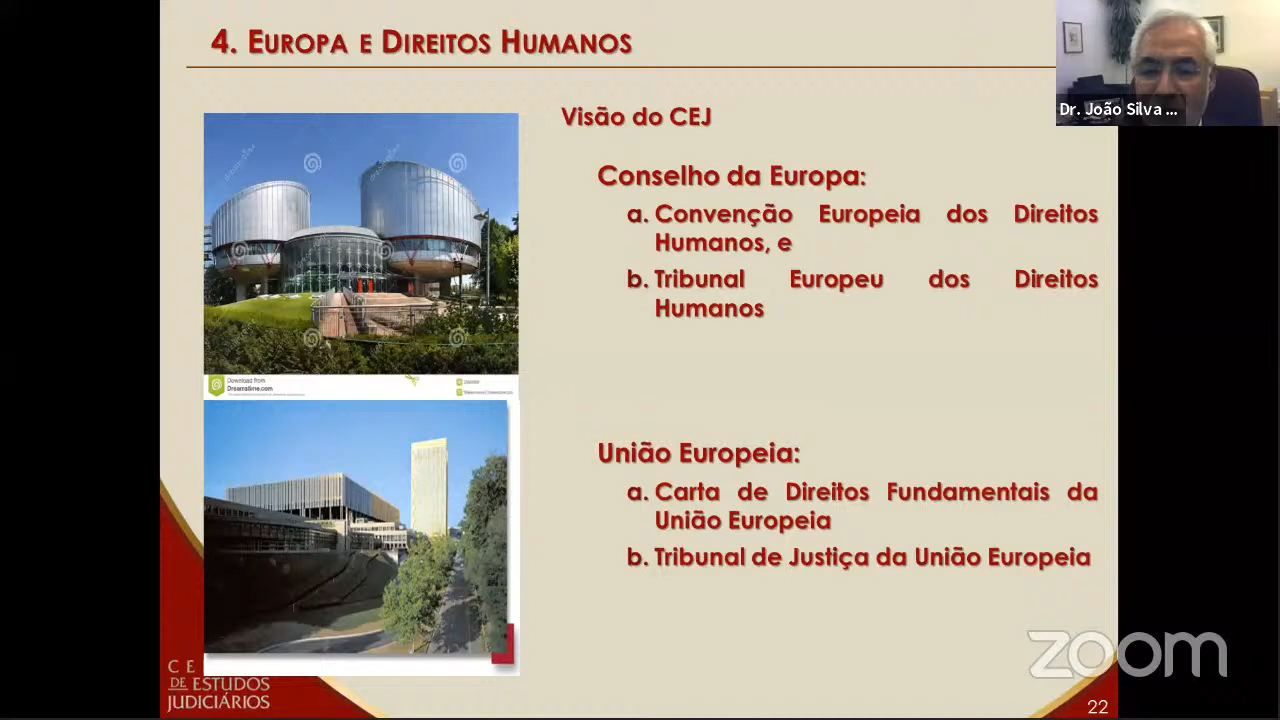 4. EUROPA E DIREITOS HUMANOS
Dr. João Silva ...
Visão do CEJ
Conselho da Europa:
a. Convenção Europeia dos Direitos
Humanos, e
b. Tribunal Europeu dos Direitos
Humanos
Download from
Dreamstime.com
União Europeia:
a. Carta de Direitos Fundamentais da
União Europeia
b. Tribunal de Justiça da União Europeia
C E
DE ESTUDOS
JUDICIÁRIOS
zoom
22